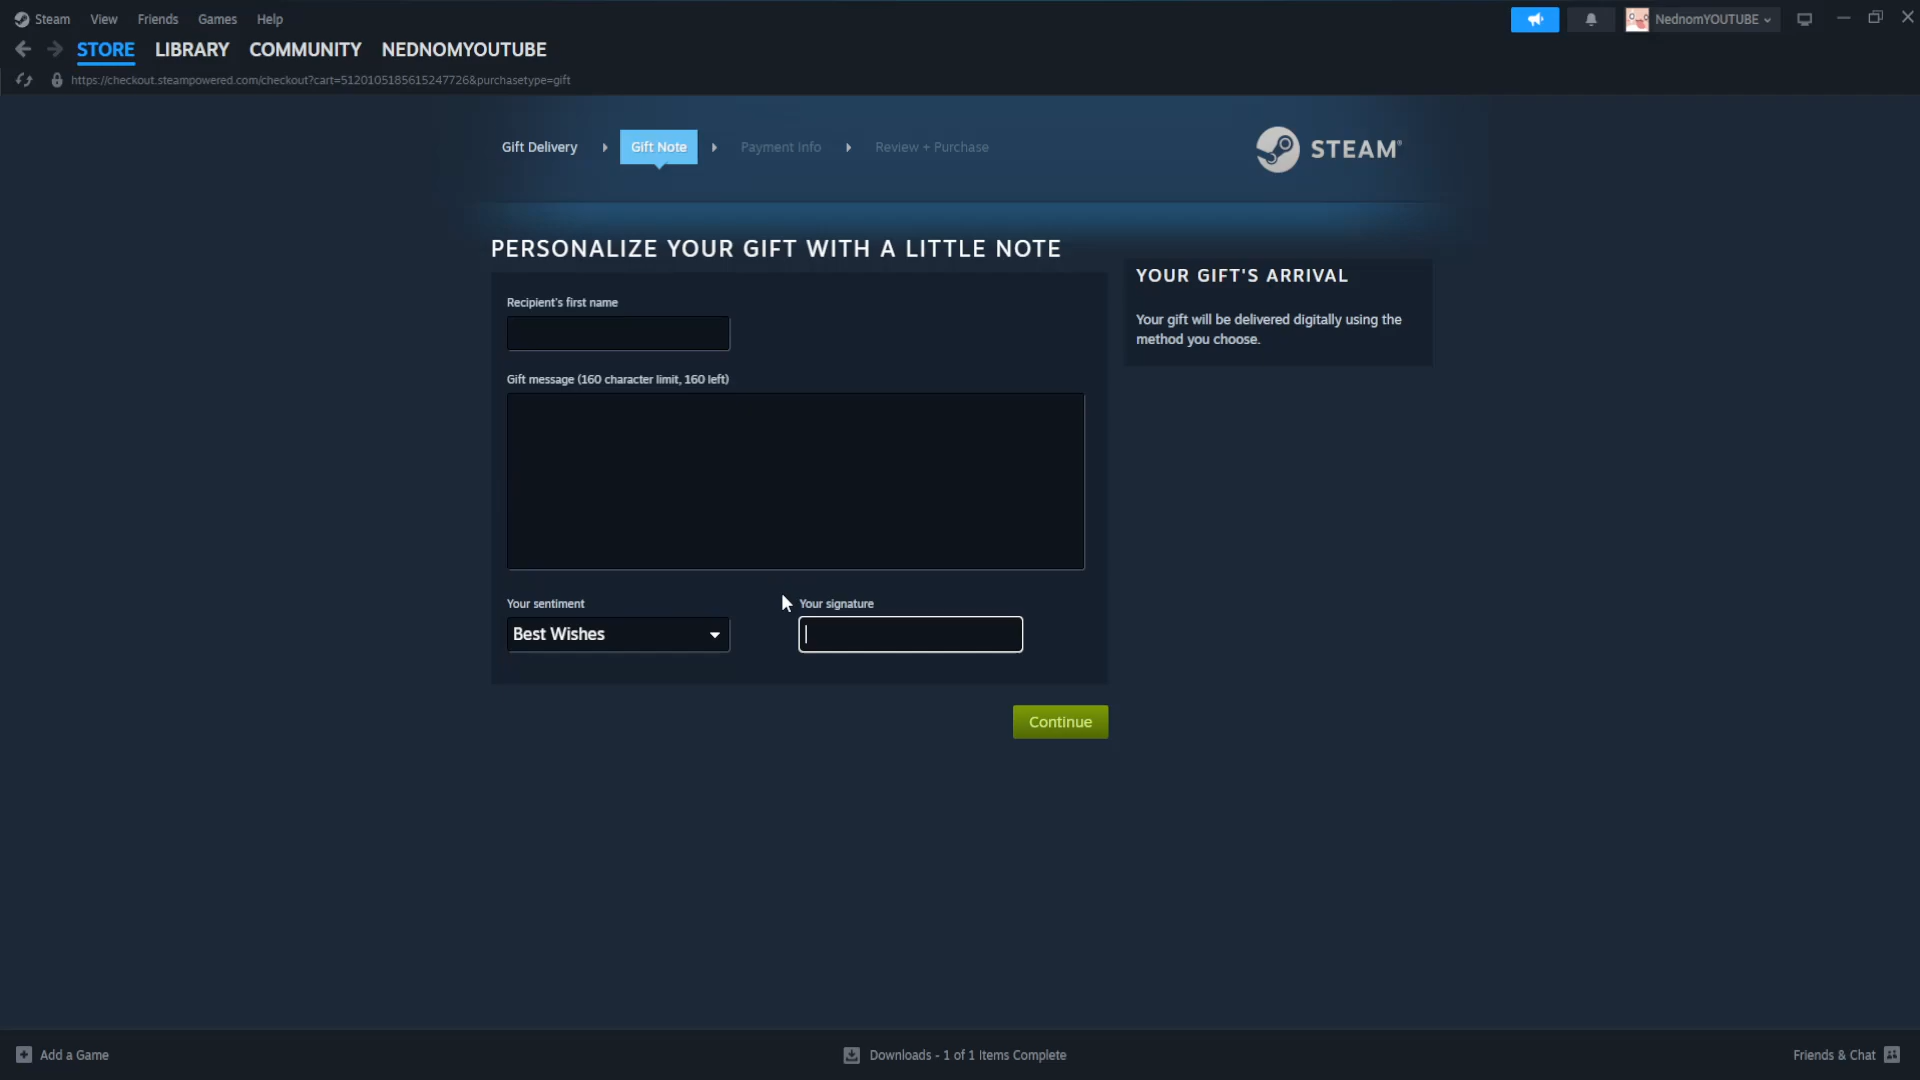 Steam View Friends Games Help NednomYOUTUBE
STORE LIBRARY COMMUNITY NEDNOMYOUTUBE
https://checkout.steampowered.com/checkout?cart=5120105185615247726&purchasetype=gift
Gift Delivery Gift Note Payment Info Review + Purchase STEAM®
PERSONALIZE YOUR GIFT WITH A LITTLE NOTE
YOUR GIFT'S ARRIVAL
Your gift will be delivered digitally using the
method you choose.
Recipient's first name
Gift message (160 character limit, 160 left)
Your sentiment Your signature
Best Wishes
Continue
Add a Game Downloads - 1 of 1 Items Complete Friends & Chat